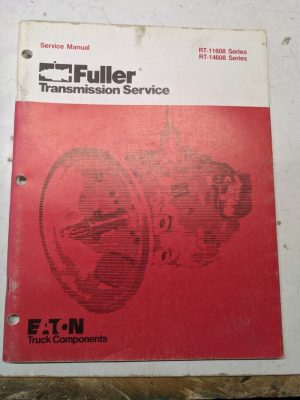 Service Manual
RT-11608 Series
RT-14608 Series
Fuller
Transmission Service
EATON
Truck Components